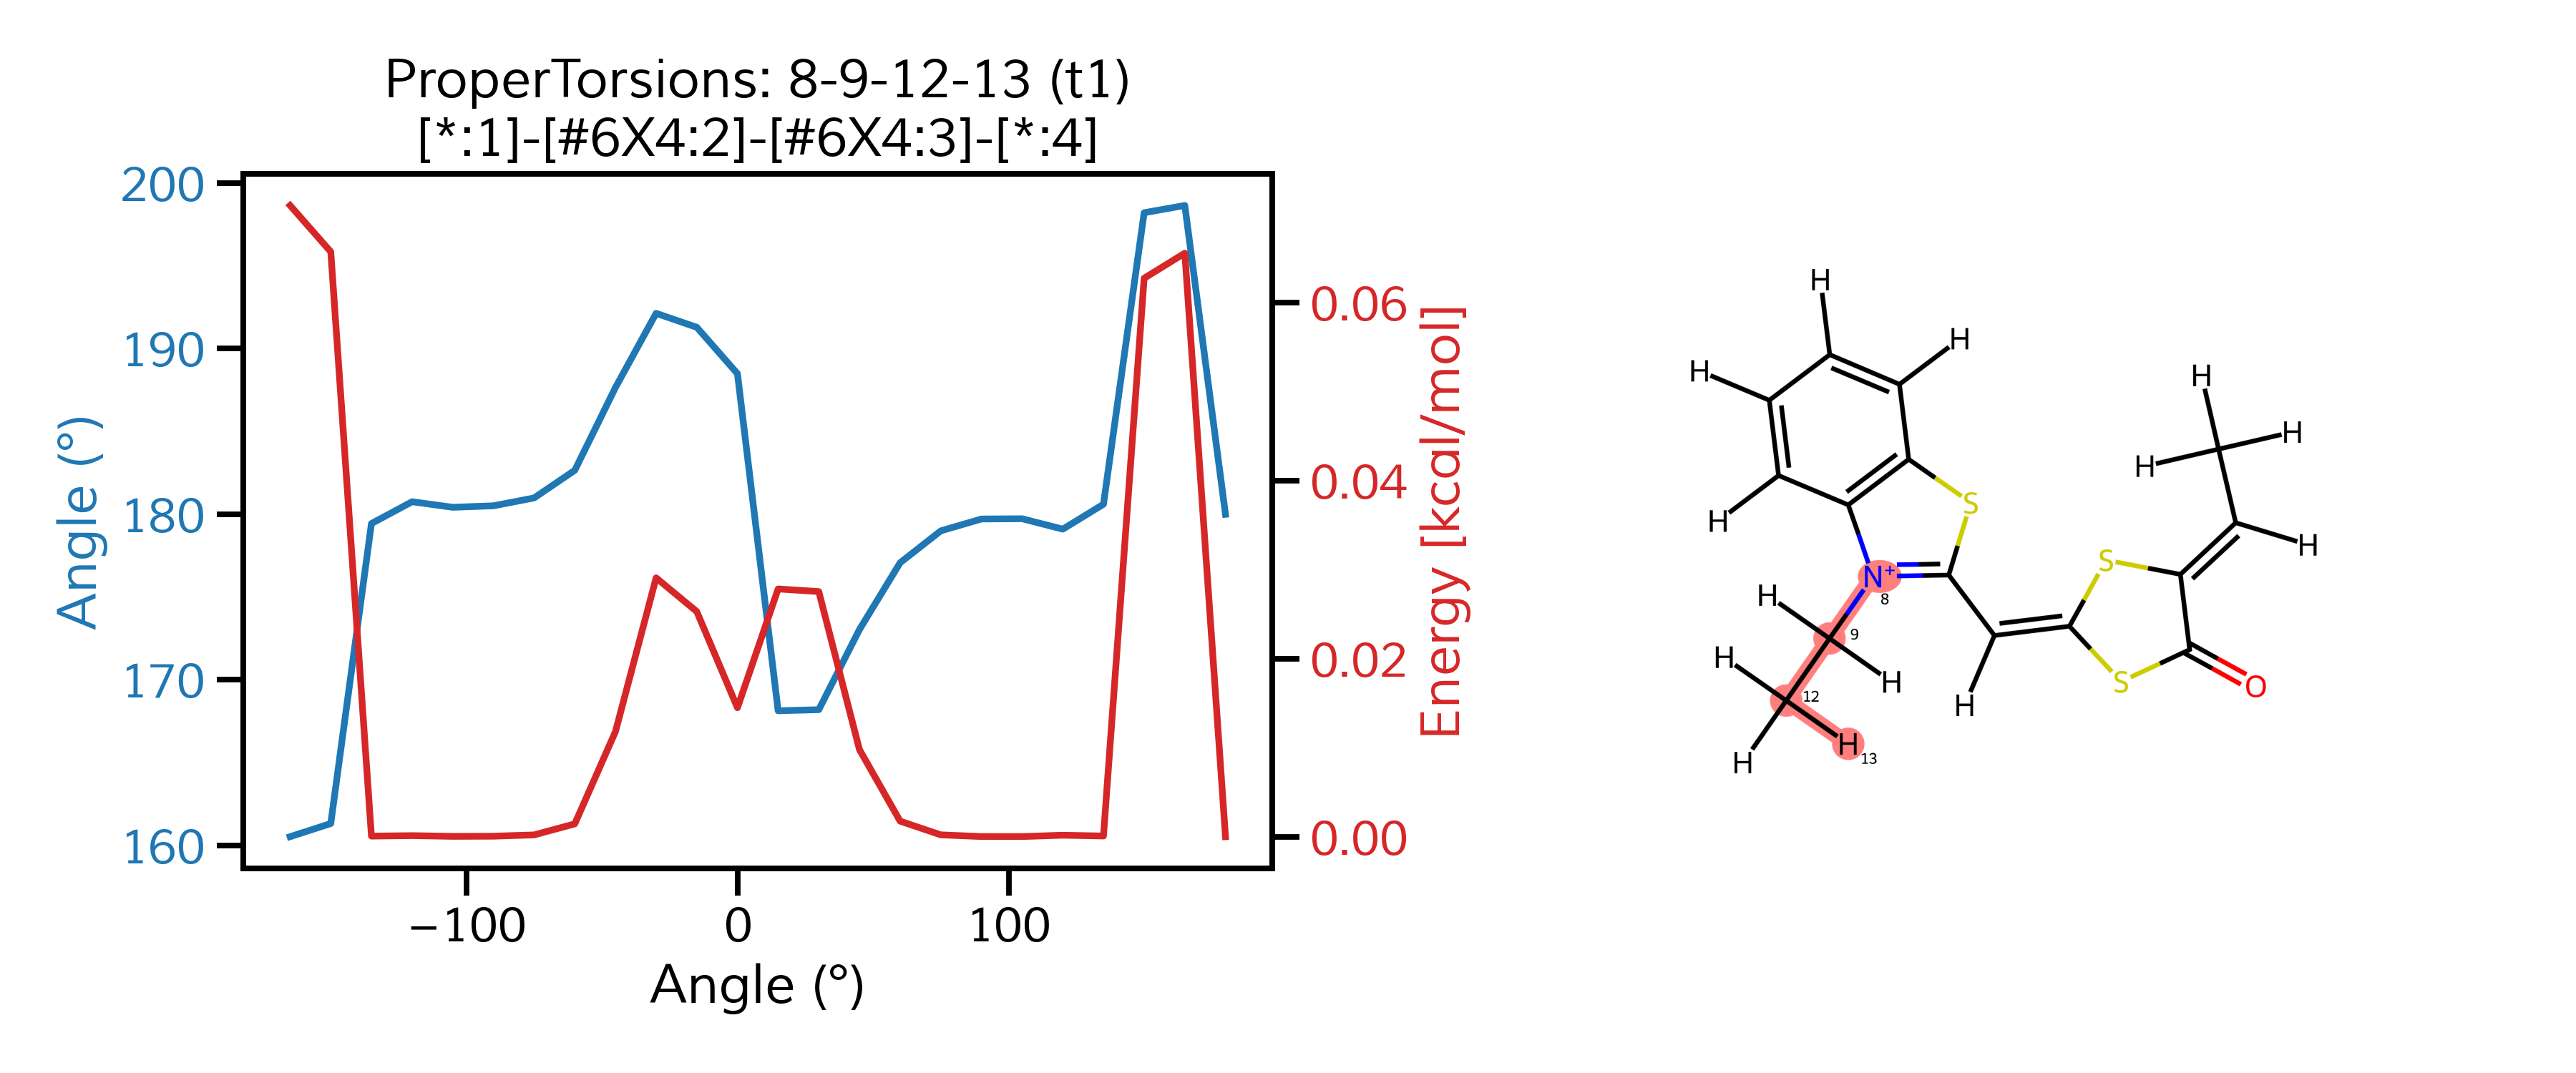 ProperTorsions: 8-9-12-13 (t1)
[*:1]-[#6X4:2]-[#6X4:3]-[*:4]
200
190
180
170
160
Angle (°)
−100
0
100
Angle (°)
0.06
0.04
0.02
0.00
Energy [kcal/mol]
H
H
H
H
H
H
H
H
S
S
N⁺
8
H
9
H
H
12
H
S
O
H
H
13